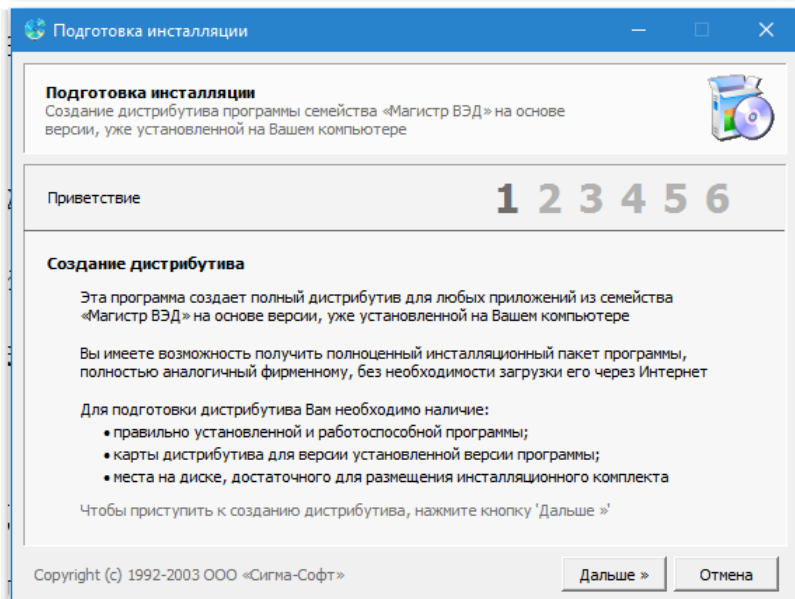 Подготовка инсталляции
Подготовка инсталляции
Создание дистрибутива программы семейства «Магистр ВЭД» на основе
версии, уже установленной на Вашем компьютере
Приветствие
1 2 3 4 5 6
Создание дистрибутива
Эта программа создает полный дистрибутив для любых приложений из семейства
«Магистр ВЭД» на основе версии, уже установленной на Вашем компьютере
Вы имеете возможность получить полноценный инсталляционный пакет программы,
полностью аналогичный фирменному, без необходимости загрузки его через Интернет
Для подготовки дистрибутива Вам необходимо наличие:
• правильно установленной и работоспособной программы;
• карты дистрибутива для версии установленной версии программы;
• места на диске, достаточного для размещения инсталляционного комплекта
Чтобы приступить к созданию дистрибутива, нажмите кнопку 'Дальше »'
Copyright (c) 1992-2003 ООО «Сигма-Софт»
Дальше »
Отмена